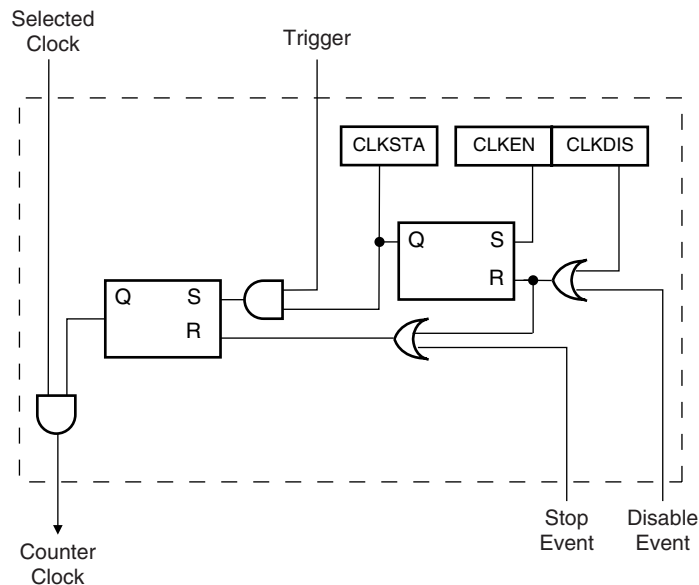 Selected
Clock
Trigger
CLKSTA
CLKEN
CLKDIS
Q
S
R
Q
S
R
Stop
Event
Disable
Event
Counter
Clock